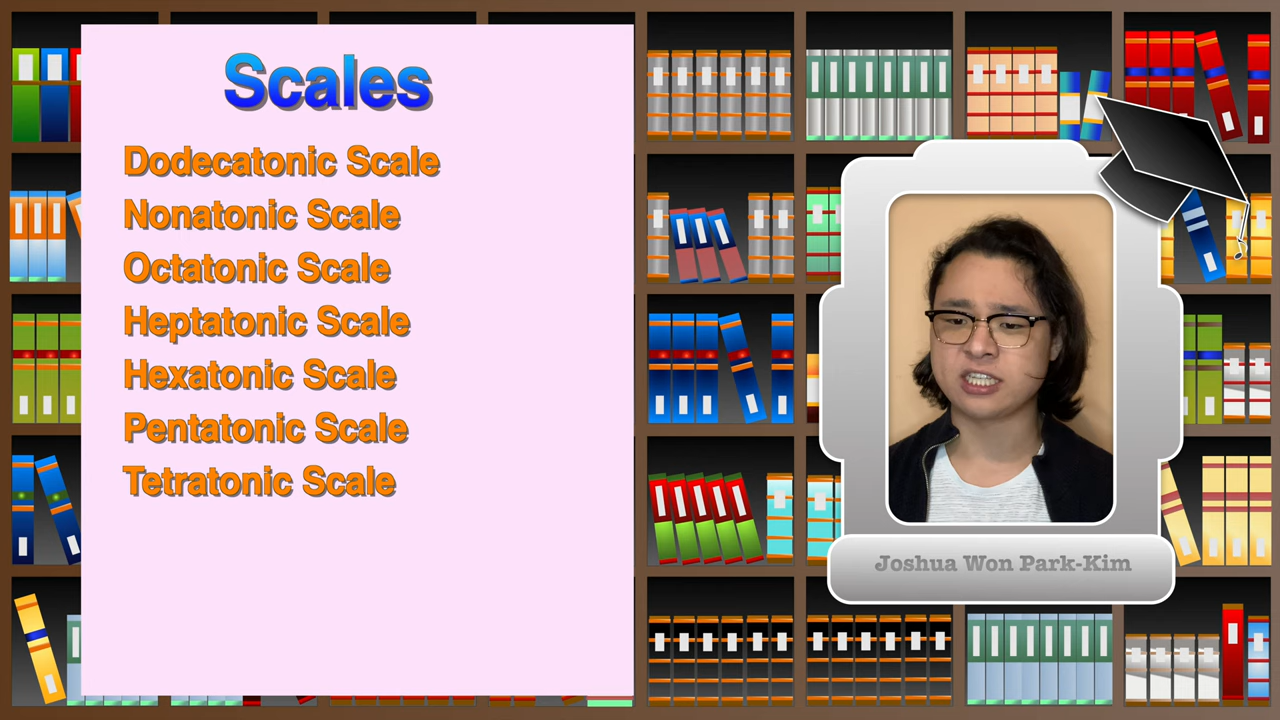 Scales
Dodecatonic Scale
Nonatonic Scale
Octatonic Scale
Heptatonic Scale
Hexatonic Scale
Pentatonic Scale
Tetratonic Scale
Joshua Won Park-Kim